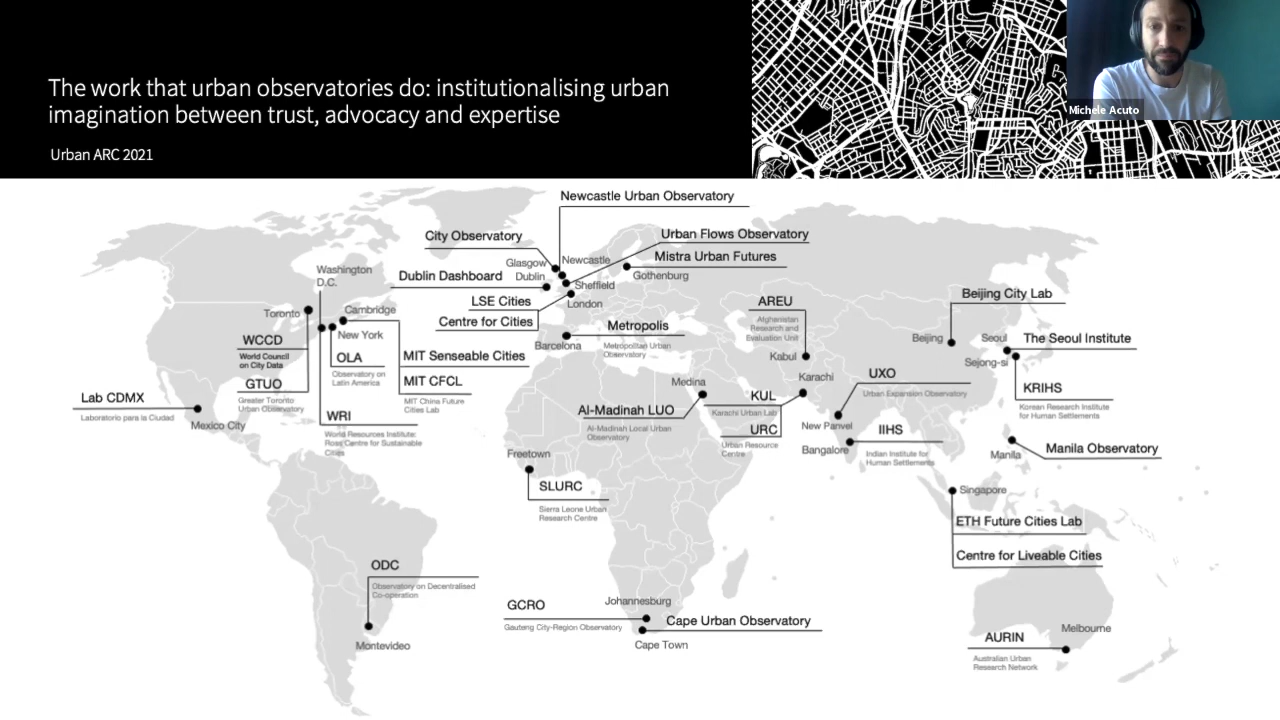 The work that urban observatories do: institutionalising urban
imagination between trust, advocacy and expertise
Urban ARC 2021
Michele Acuto
Newcastle Urban Observatory
City Observatory
Urban Flows Observatory
Glasgow
Newcastle
Mistra Urban Futures
Dublin Dashboard
Dublin
Sheffield
Gothenburg
LSE Cities
London
Centre for Cities
Washington
D.C.
Toronto
Cambridge
New York
WCCD
World Council
on City Data
OLA
Observatory on
Latin America
MIT Senseable Cities
GTUO
Greater Toronto
Urban Observatory
MIT CFCL
MIT China Future
Cities Lab
WRI
World Resources Institute:
Ross Centre for Sustainable
Cities
Lab CDMX
Laboratorio para la Ciudad
Mexico City
Metropolis
Metropolitan Urban
Observatory
Barcelona
AREU
Afghanistan
Research and
Evaluation Unit
Kabul
Beijing City Lab
Beijing
Seoul
The Seoul Institute
Sejong-si
KRIHS
Korean Research Institute
for Human Settlements
Karachi
UXO
Urban Expansion Observatory
Medina
KUL
Karachi Urban Lab
Al-Madinah LUO
Al-Madinah Local Urban
Observatory
URC
Urban Resource
Centre
New Panvel
IIHS
Indian Institute for
Human Settlements
Bangalore
Manila
Manila Observatory
Freetown
SLURC
Sierra Leone Urban
Research Centre
Singapore
ETH Future Cities Lab
Centre for Liveable Cities
ODC
Observatory on Decentralised
Co-operation
Montevideo
Johannesburg
GCRO
Gauteng City-Region Observatory
Cape Urban Observatory
Cape Town
Melbourne
AURIN
Australian Urban
Research Network